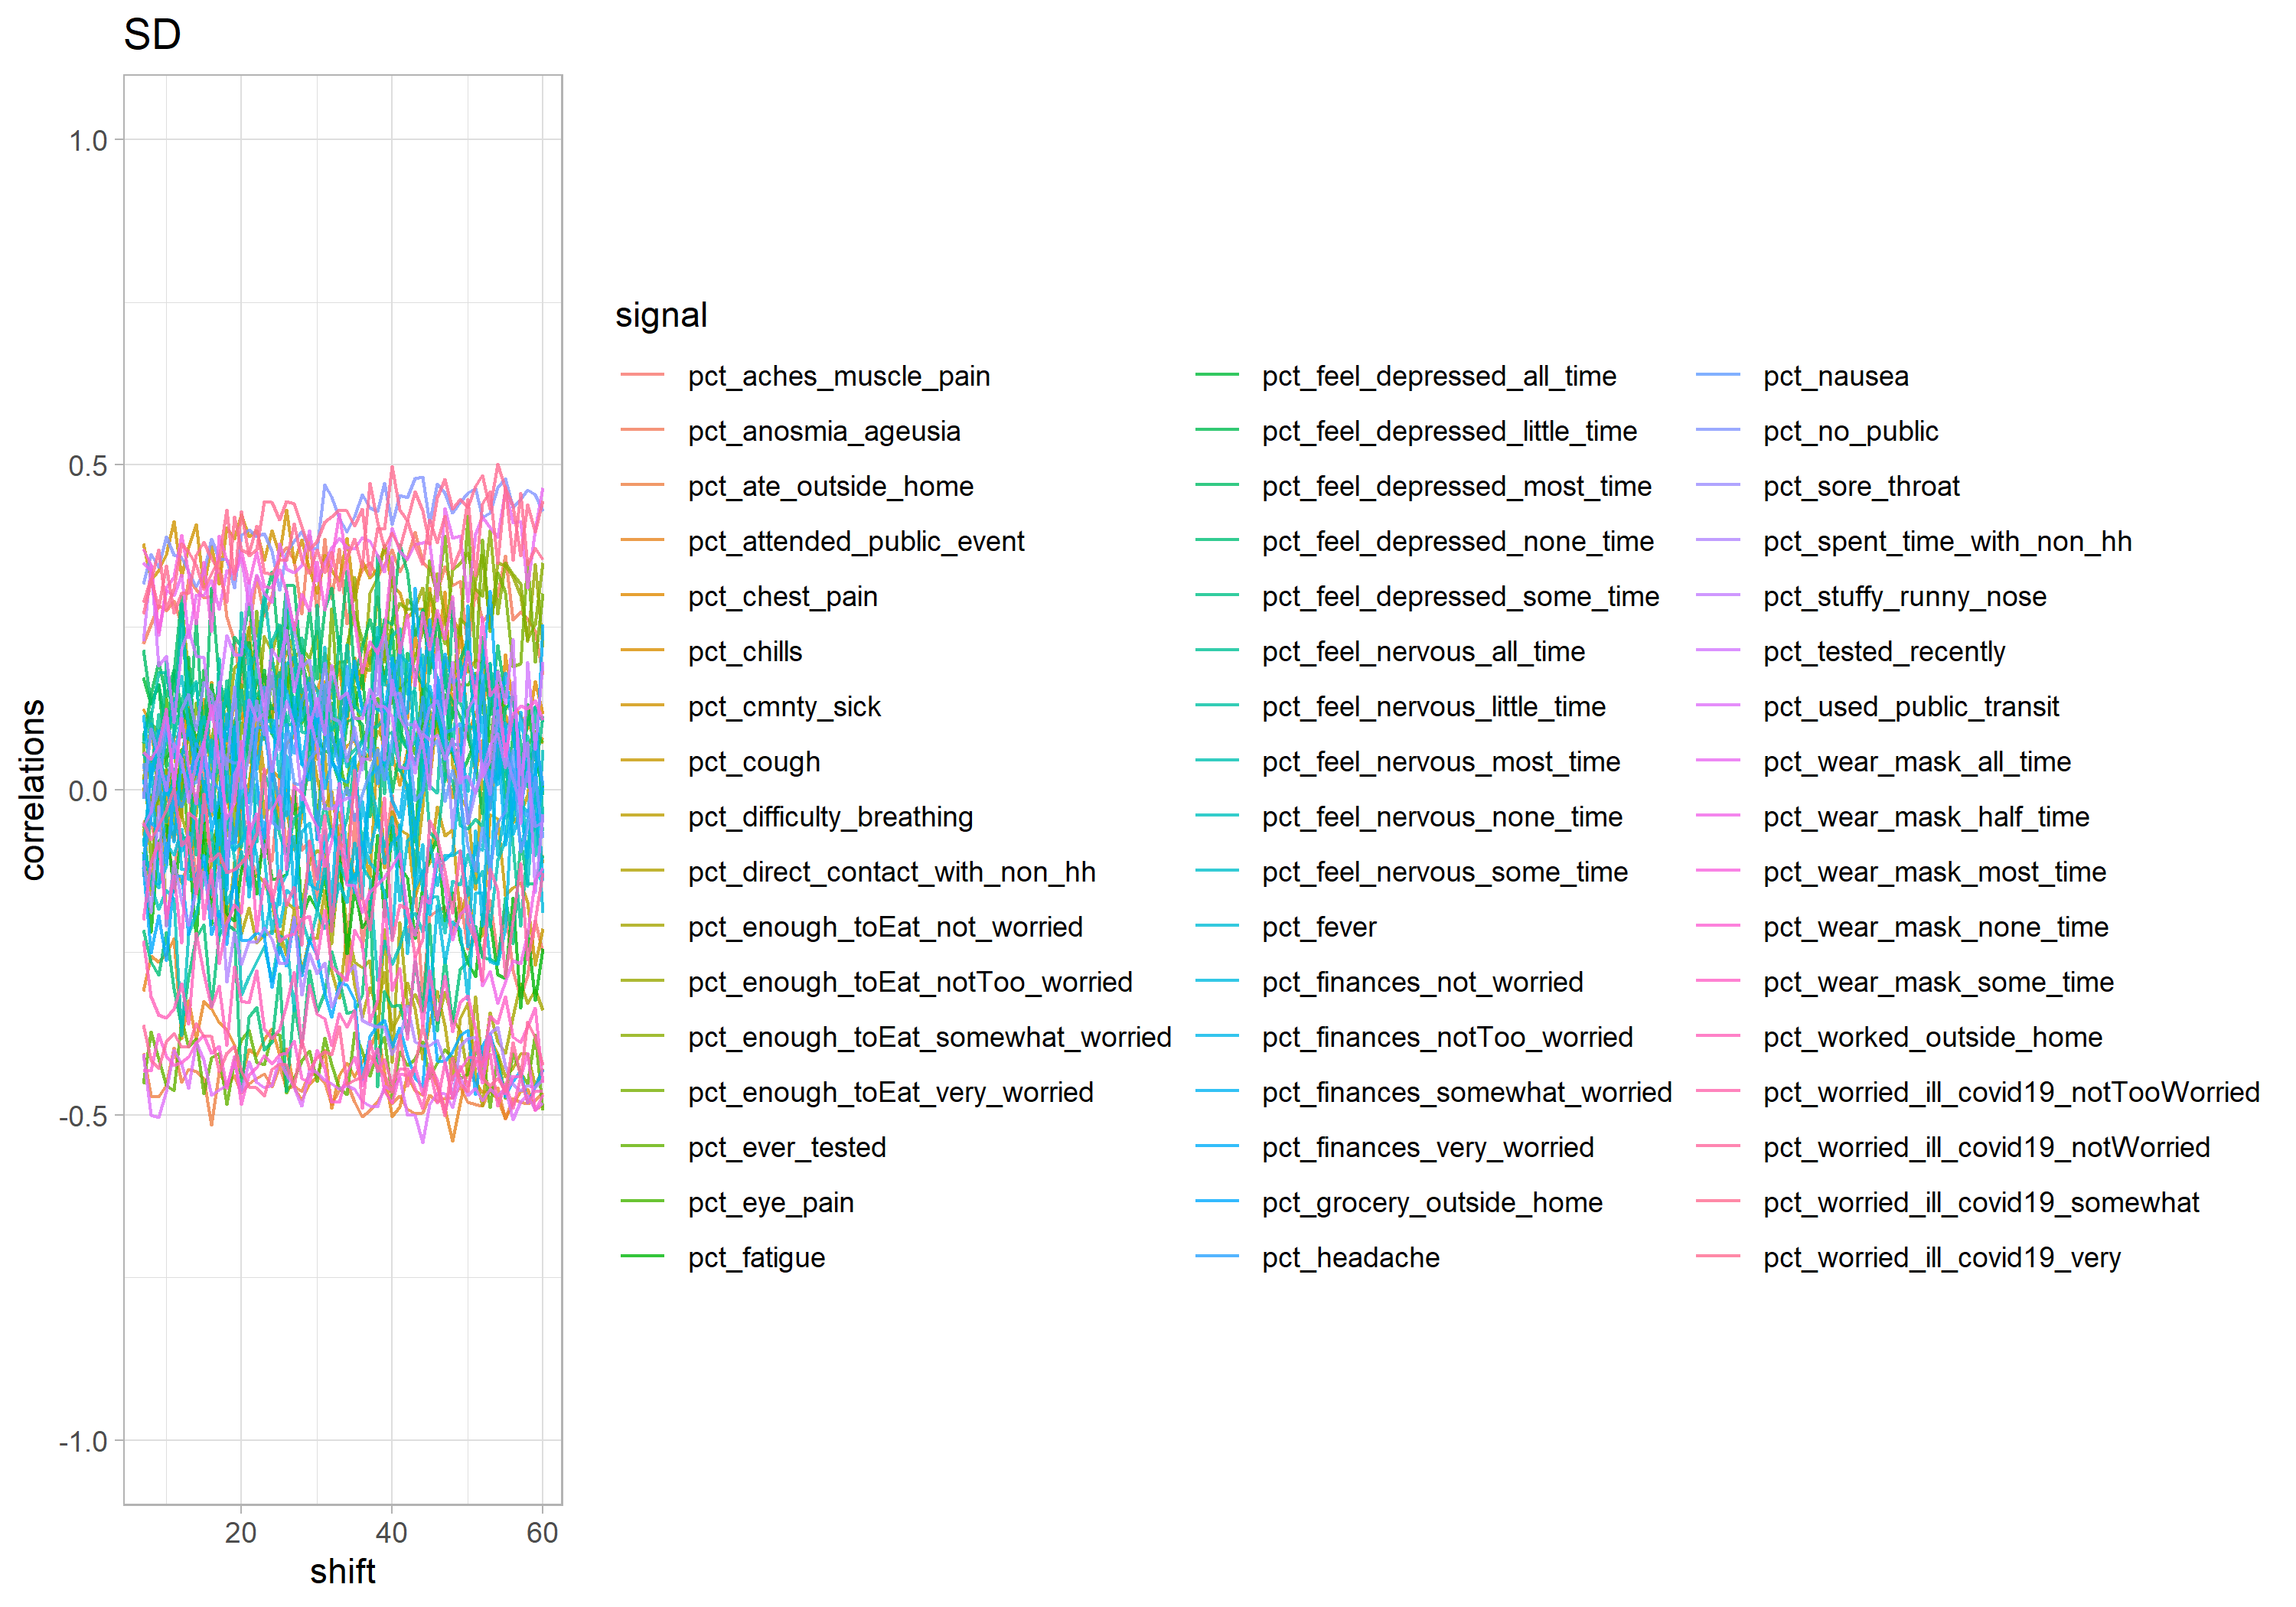 SD
correlations
1.0
0.5
0.0
-0.5
-1.0
20 40 60
shift
signal
pct_aches_muscle_pain
pct_anosmia_ageusia
pct_ate_outside_home
pct_attended_public_event
pct_chest_pain
pct_chills
pct_cmnty_sick
pct_cough
pct_difficulty_breathing
pct_direct_contact_with_non_hh
pct_enough_toEat_not_worried
pct_enough_toEat_notToo_worried
pct_enough_toEat_somewhat_worried
pct_enough_toEat_very_worried
pct_ever_tested
pct_eye_pain
pct_fatigue
pct_feel_depressed_all_time
pct_feel_depressed_little_time
pct_feel_depressed_most_time
pct_feel_depressed_none_time
pct_feel_depressed_some_time
pct_feel_nervous_all_time
pct_feel_nervous_little_time
pct_feel_nervous_most_time
pct_feel_nervous_none_time
pct_feel_nervous_some_time
pct_fever
pct_finances_not_worried
pct_finances_notToo_worried
pct_finances_somewhat_worried
pct_finances_very_worried
pct_grocery_outside_home
pct_headache
pct_nausea
pct_no_public
pct_sore_throat
pct_spent_time_with_non_hh
pct_stuffy_runny_nose
pct_tested_recently
pct_used_public_transit
pct_wear_mask_all_time
pct_wear_mask_half_time
pct_wear_mask_most_time
pct_wear_mask_none_time
pct_wear_mask_some_time
pct_worked_outside_home
pct_worried_ill_covid19_notTooWorried
pct_worried_ill_covid19_notWorried
pct_worried_ill_covid19_somewhat
pct_worried_ill_covid19_very